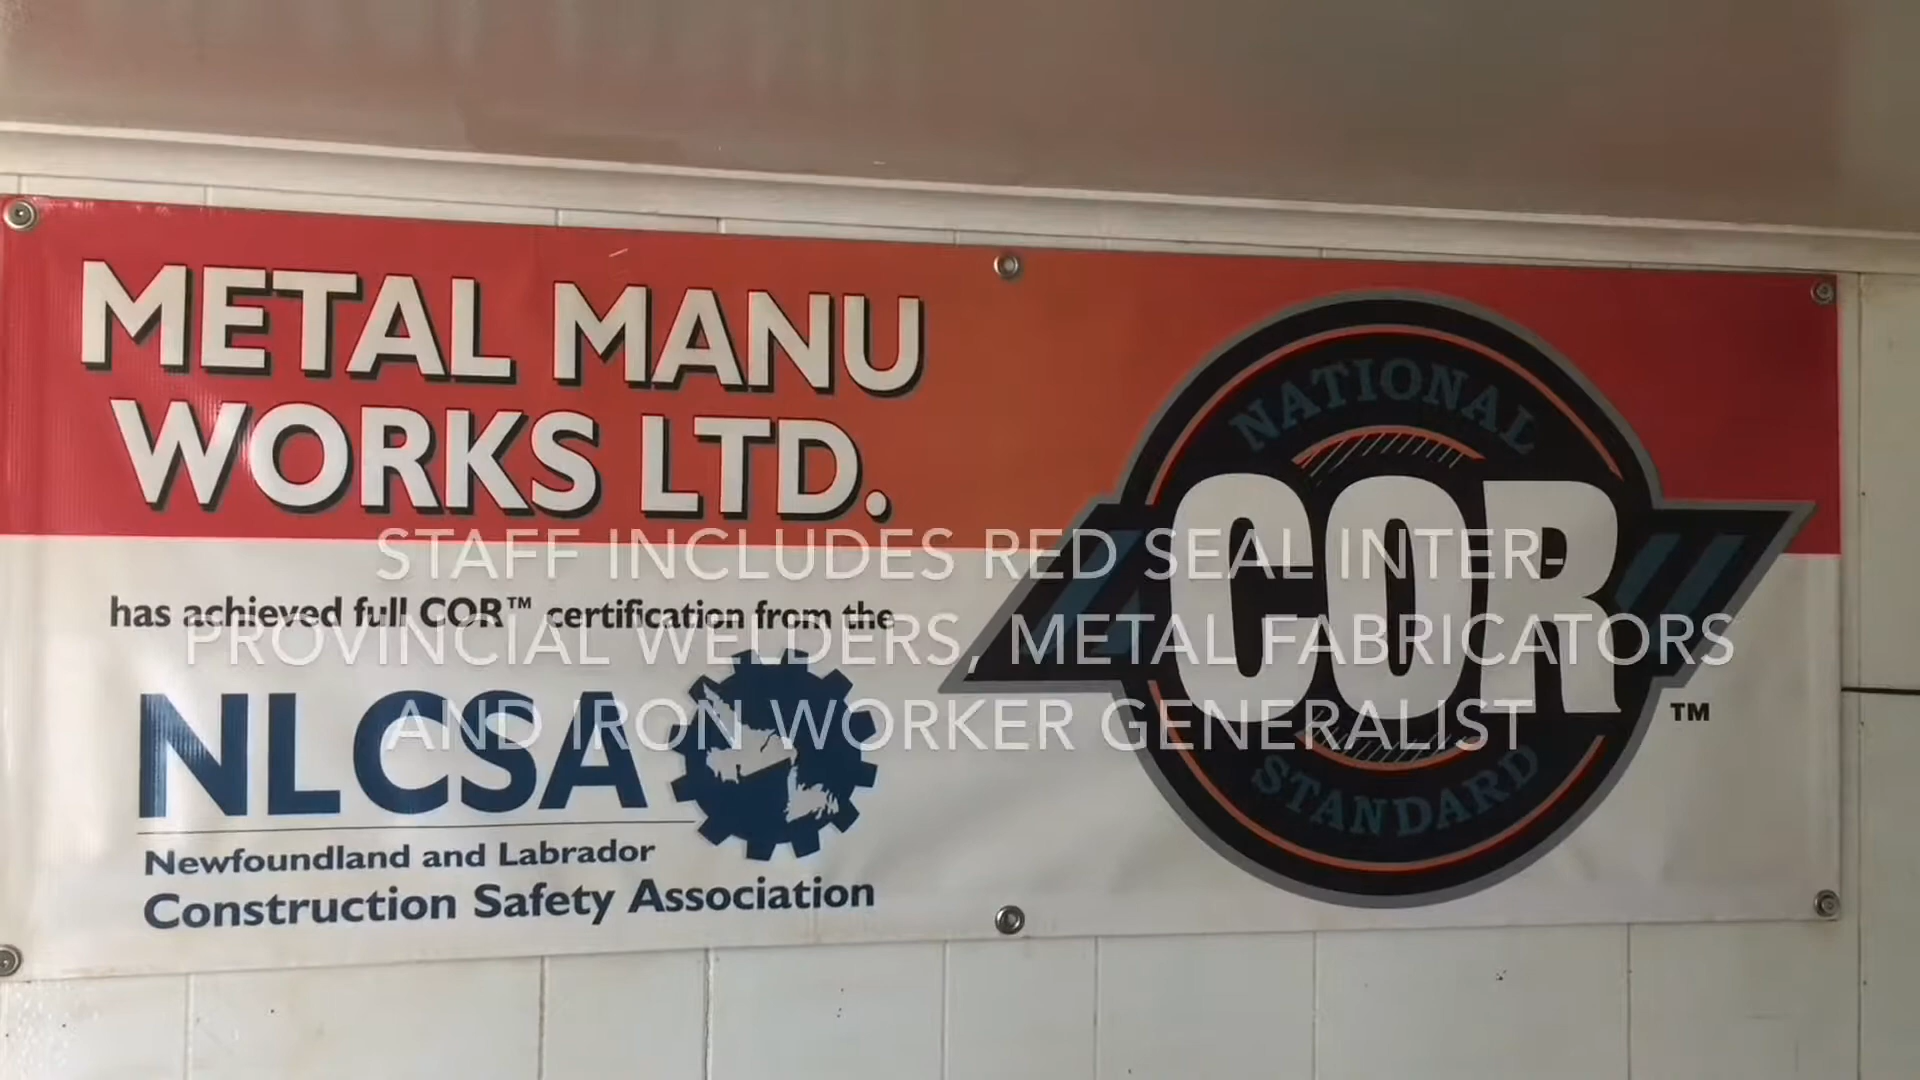 METAL MANU
WORKS LTD.
has achieved full COR™ certification from the
NLCSA
Newfoundland and Labrador
Construction Safety Association
NATIONAL
COR
STANDARD
TM
STAFF INCLUDES RED SEAL INTER-
PROVINCIAL WELDERS, METAL FABRICATORS
AND IRON WORKER GENERALIST